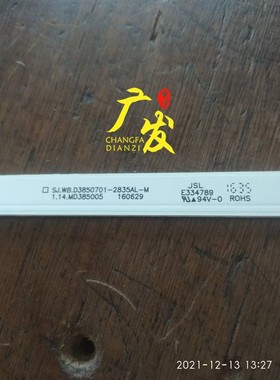 广发
CHANGFA
DIANZI
SJ.WB.D3850701-2835AL-M
1.14.MD385005 160629
JSL
E334789
94V-0
1635
ROHS
2021-12-13 13:27